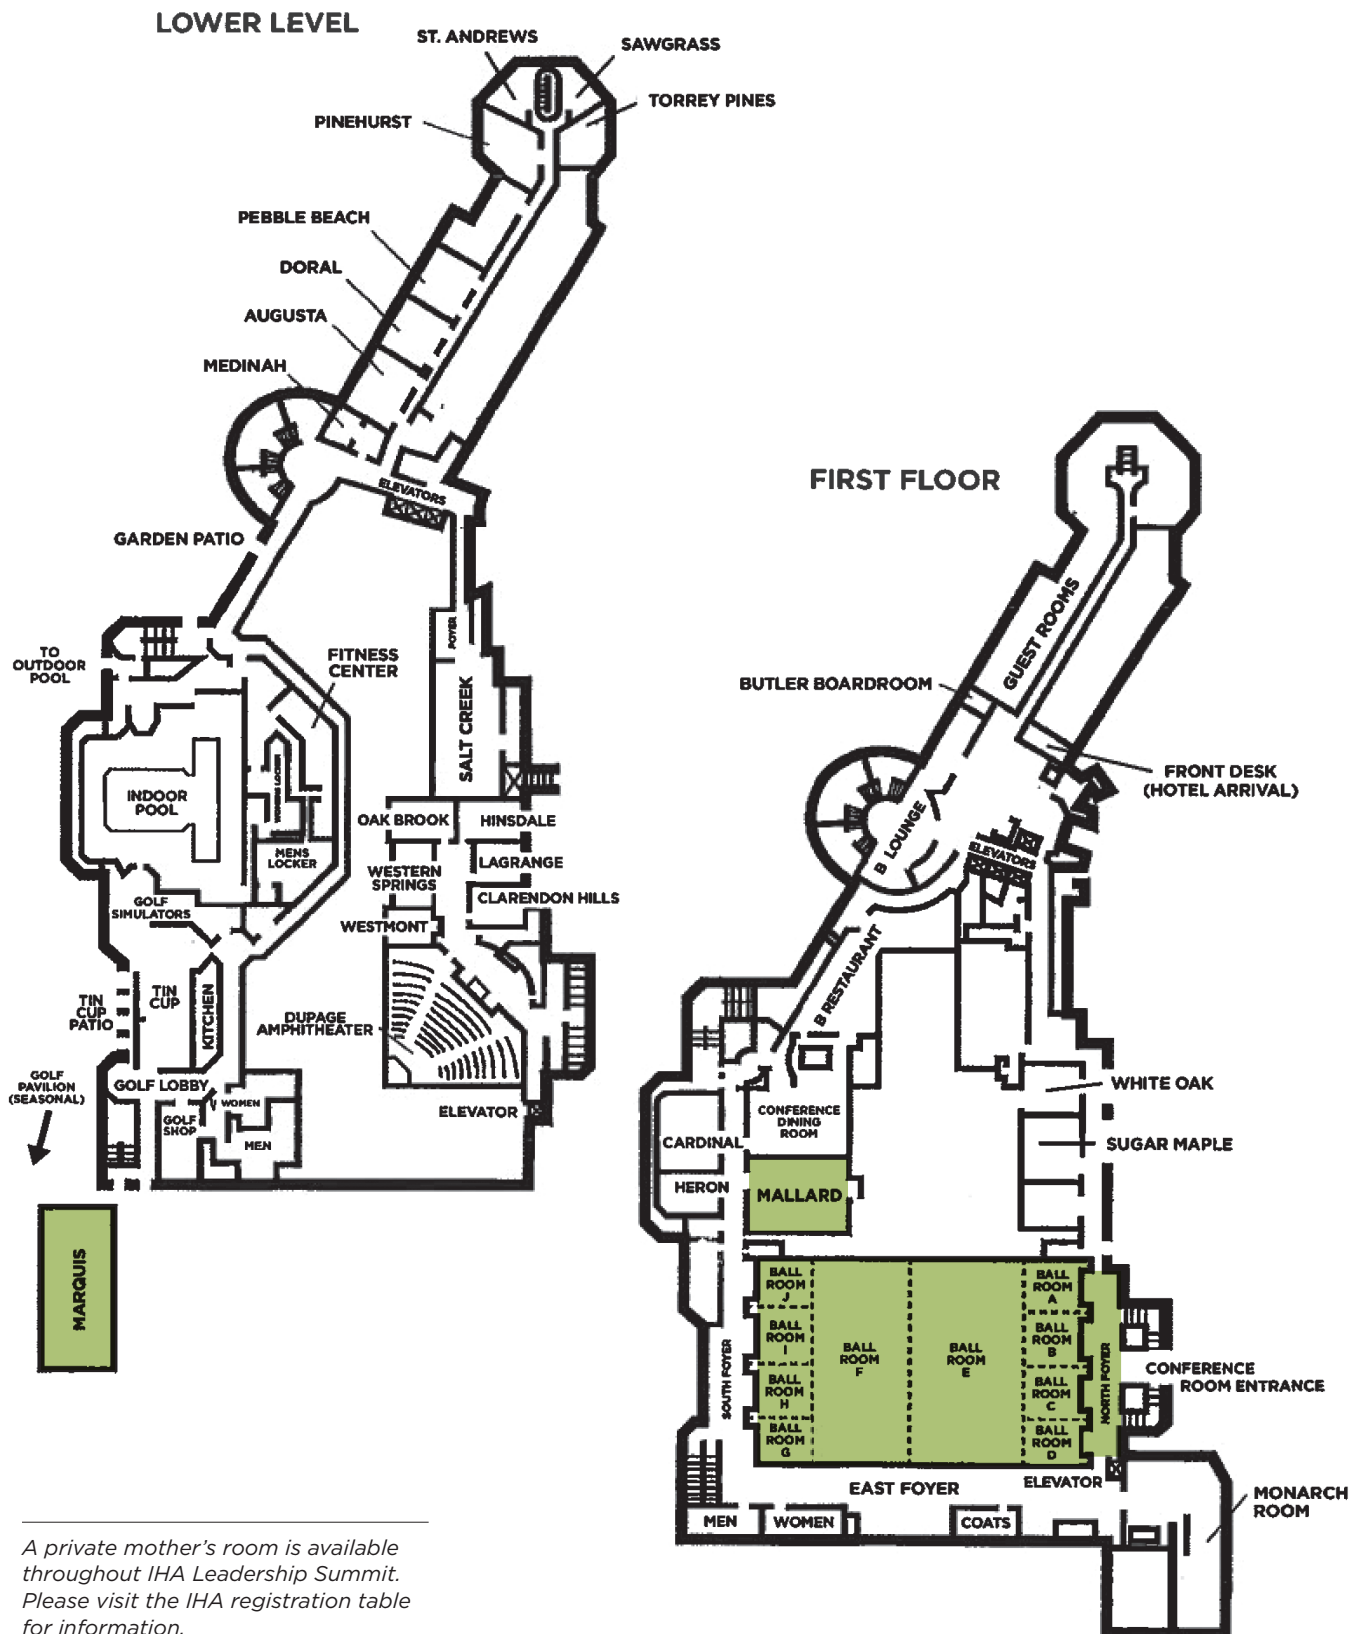 LOWER LEVEL
ST. ANDREWS
SAWGRASS
TORREY PINES
PINEHURST
PEBBLE BEACH
DORAL
AUGUSTA
MEDINAH
ELEVATORS
GARDEN PATIO
TO
OUTDOOR
POOL
FITNESS
CENTER
FOYER
SALT CREEK
WOMENS LOCKER
INDOOR
POOL
MENS
LOCKER
OAK BROOK
HINSDALE
WESTERN
SPRINGS
LAGRANGE
CLARENDON HILLS
WESTMONT
GOLF
SIMULATORS
TIN
CUP
PATIO
TIN
CUP
KITCHEN
DUPAGE
AMPHITHEATER
GOLF
PAVILION
(SEASONAL)
GOLF LOBBY
WOMEN
GOLF
SHOP
MEN
ELEVATOR
MARQUIS
FIRST FLOOR
GUEST ROOMS
BUTLER BOARDROOM
FRONT DESK
(HOTEL ARRIVAL)
B LOUNGE
ELEVATORS
B RESTAURANT
WHITE OAK
CONFERENCE
DINING
ROOM
SUGAR MAPLE
CARDINAL
HERON
MALLARD
BALL
ROOM
J
BALL
ROOM
I
BALL
ROOM
H
BALL
ROOM
G
BALL
ROOM
F
BALL
ROOM
E
BALL
ROOM
A
BALL
ROOM
B
BALL
ROOM
C
BALL
ROOM
D
SOUTH FOYER
NORTH FOYER
CONFERENCE
ROOM ENTRANCE
EAST FOYER
ELEVATOR
MONARCH
ROOM
MEN
WOMEN
COATS
A private mother's room is available
throughout IHA Leadership Summit.
Please visit the IHA registration table
for information.